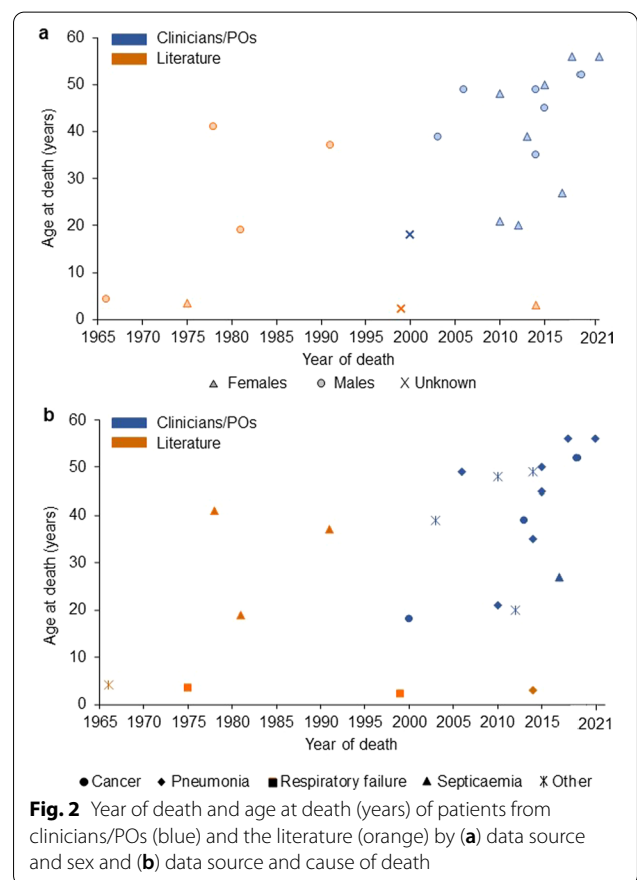 a
60
50
40
30
20
10
0
Age at death (years)
Clinicians/POs
Literature
1965 1970 1975 1980 1985 1990 1995 2000 2005 2010 2015 2021
Year of death
Females Males Unknown
b
60
50
40
30
20
10
0
Age at death (years)
Clinicians/POs
Literature
1965 1970 1975 1980 1985 1990 1995 2000 2005 2010 2015 2021
Year of death
Cancer Pneumonia Respiratory failure Septicaemia Other
Fig. 2 Year of death and age at death (years) of patients from
clinicians/POs (blue) and the literature (orange) by (a) data source
and sex and (b) data source and cause of death